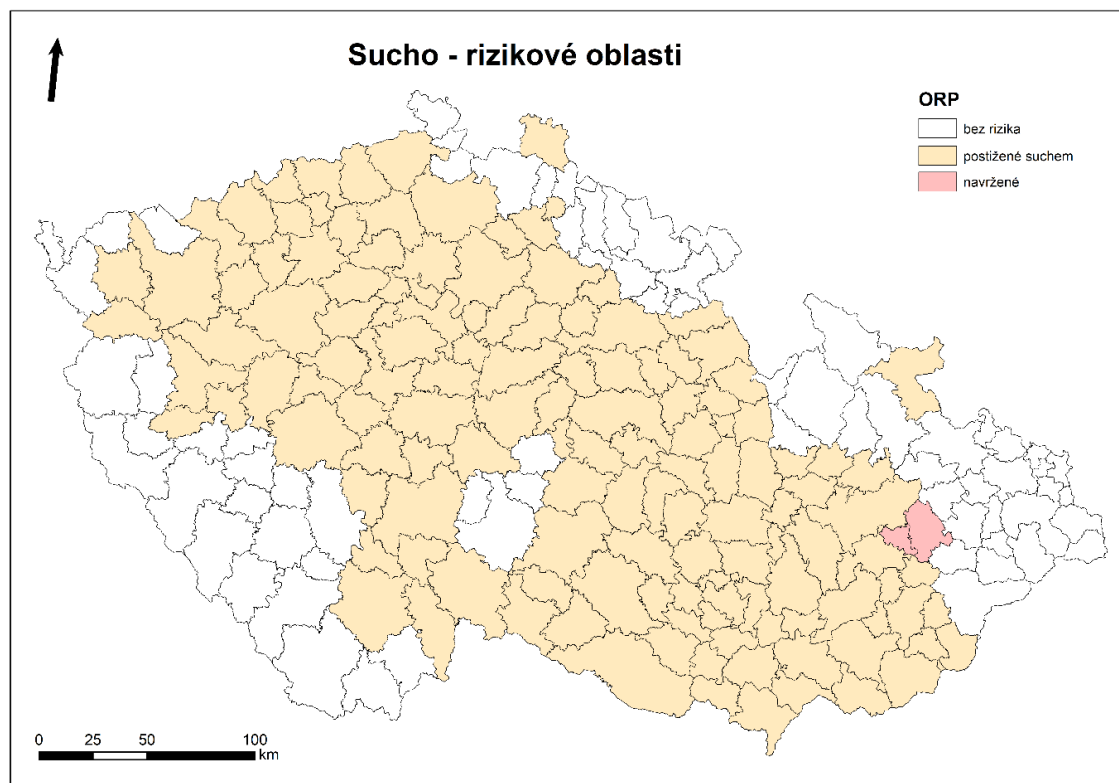 Sucho - rizikové oblasti
ORP
bez rizika
postižené suchem
navržené
0 25 50 100
km